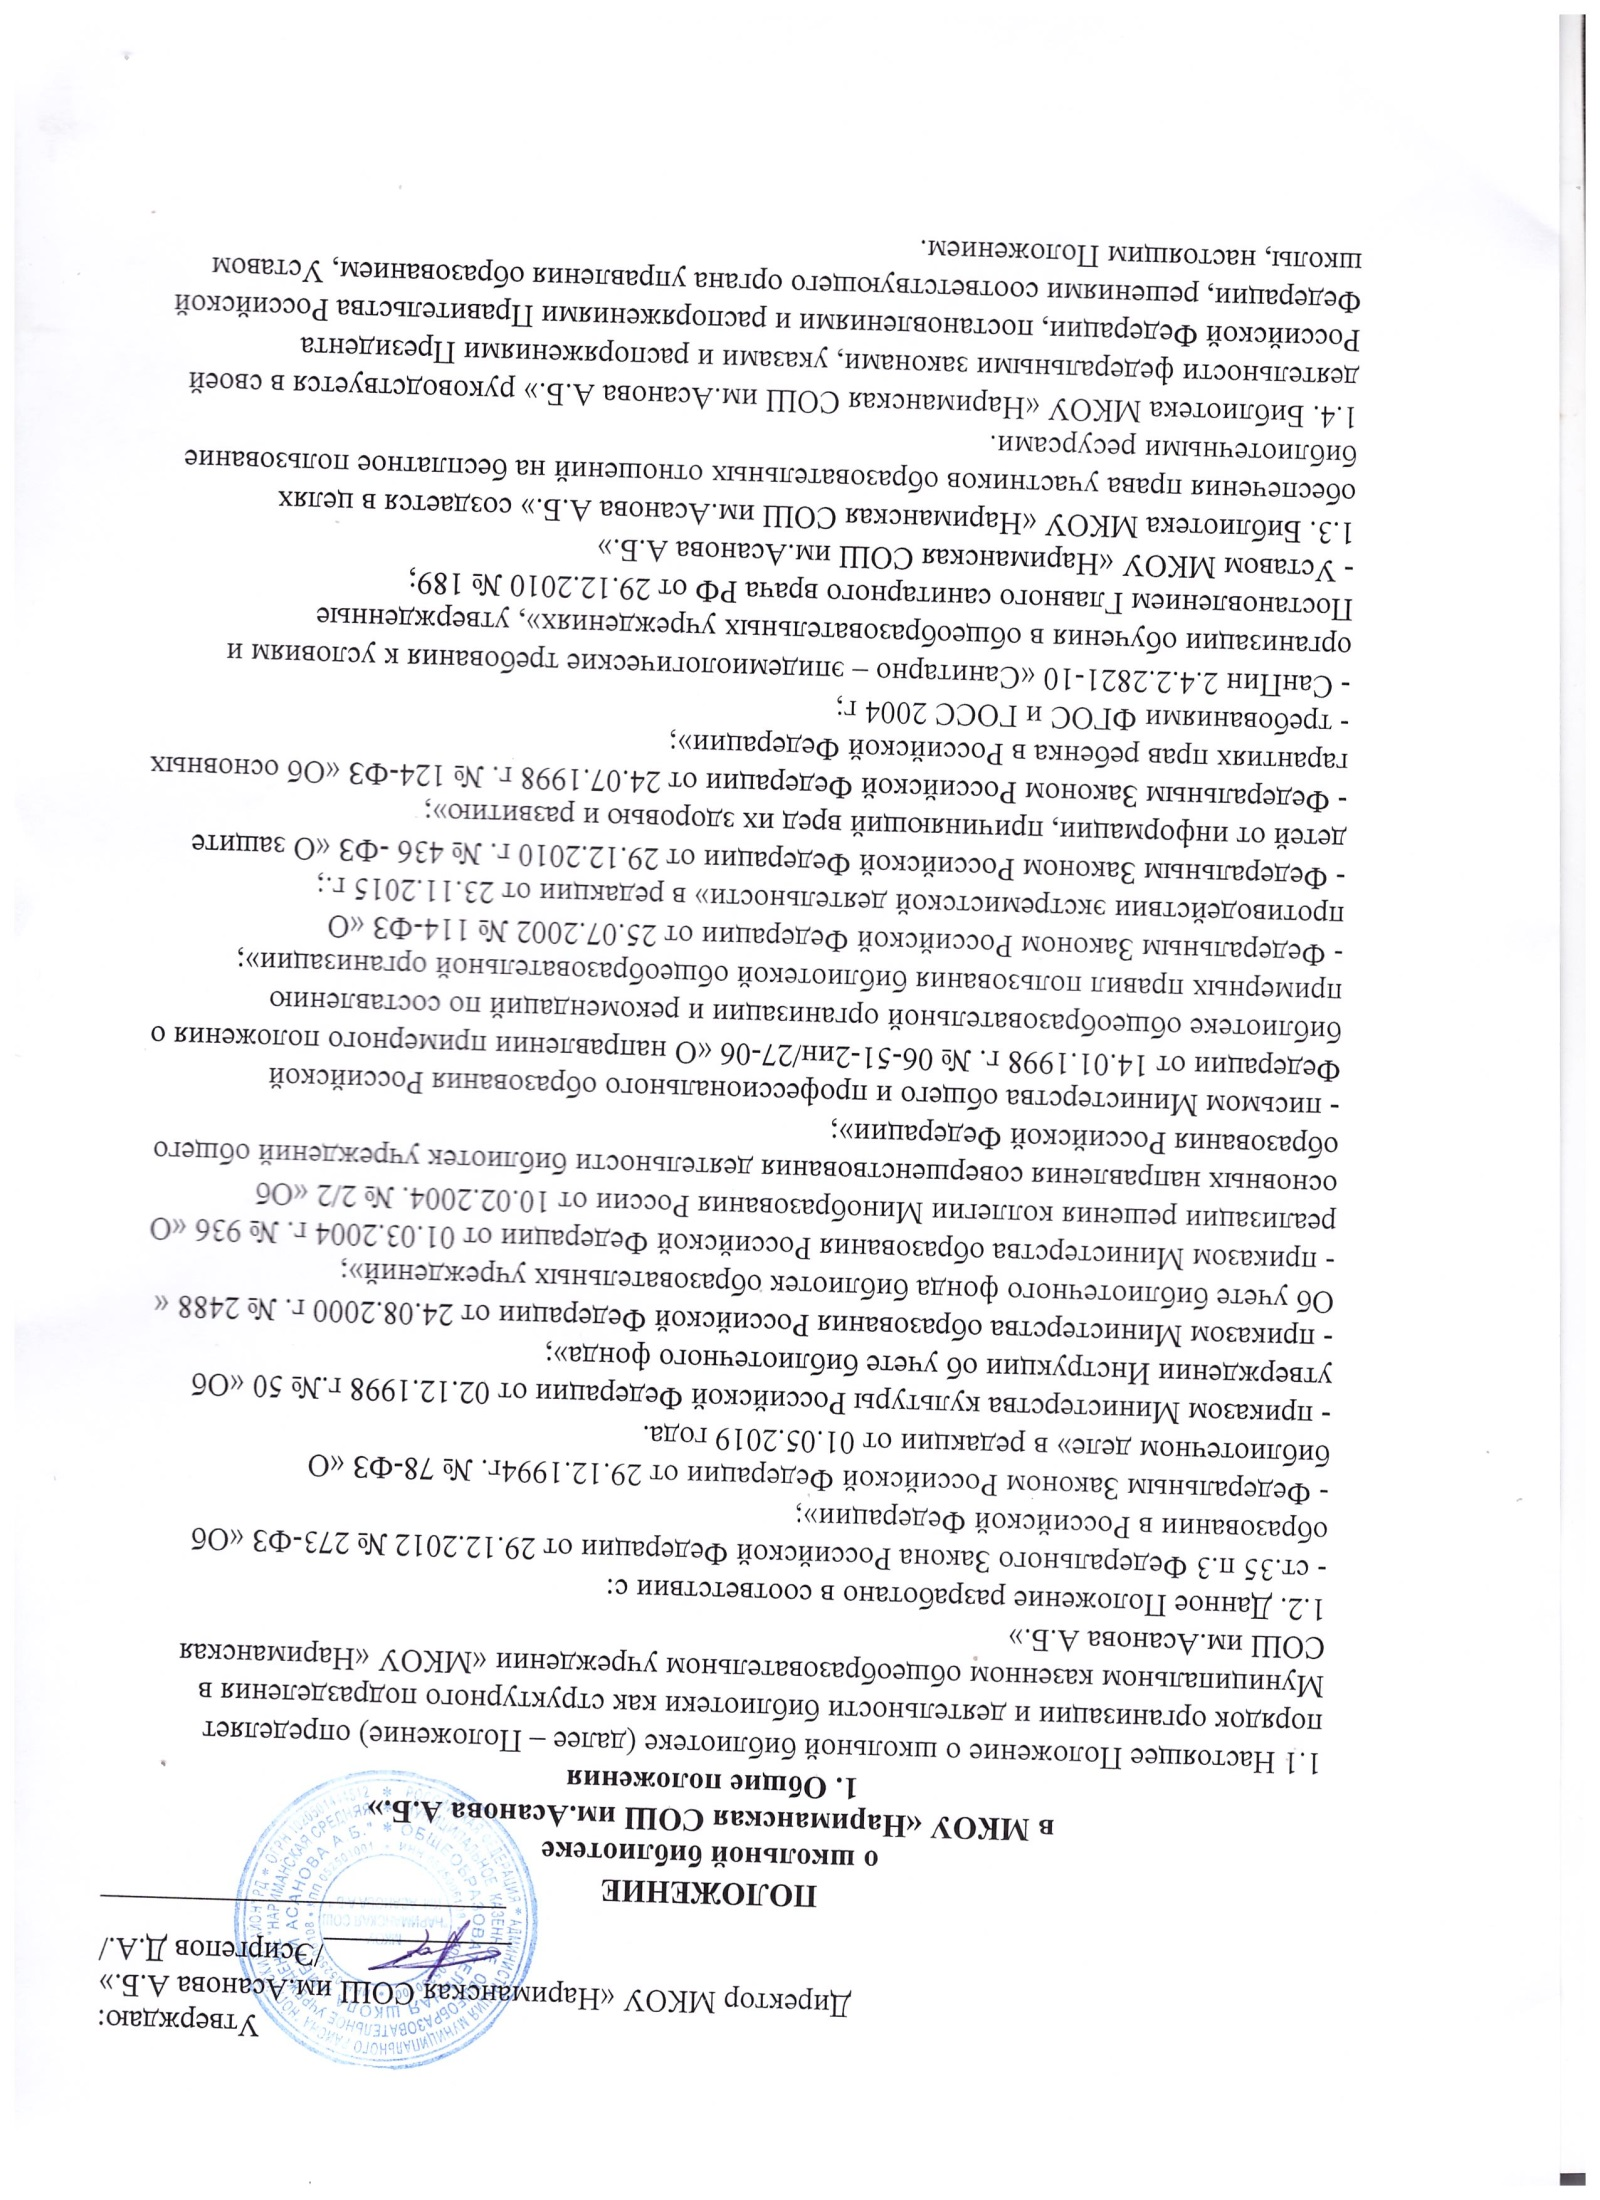 Утверждаю:
Директор МКОУ «Нариманская СОШ им.Асанова А.Б.»
/Эсиргепов Д.А./
ПОЛОЖЕНИЕ
о школьной библиотеке
в МКОУ «Нариманская СОШ им.Асанова А.Б.»
1. Общие положения
1.1 Настоящее Положение о школьной библиотеке (далее – Положение) определяет
порядок организации и деятельности библиотеки как структурного подразделения в
Муниципальном казенном общеобразовательном учреждении «МКОУ «Нариманская
СОШ им.Асанова А.Б.»
1.2. Данное Положение разработано в соответствии с:
- ст.35 п.3 Федерального Закона Российской Федерации от 29.12.2012 № 273-ФЗ «Об
образовании в Российской Федерации»;
- Федеральным Законом Российской Федерации от 29.12.1994г. № 78-ФЗ «О
библиотечном деле» в редакции от 01.05.2019 года.
- приказом Министерства культуры Российской Федерации от 02.12.1998 г.№ 50 «Об
утверждении Инструкции об учете библиотечного фонда»;
- приказом Министерства образования Российской Федерации от 24.08.2000 г. № 2488 «
Об учете библиотечного фонда библиотек образовательных учреждений»;
- приказом Министерства образования Российской Федерации от 01.03.2004 г. № 936 «О
реализации решения коллегии Минобразования России от 10.02.2004. № 2/2 «Об
основных направления совершенствования деятельности библиотек учреждений общего
образования Российской Федерации»;
- письмом Министерства общего и профессионального образования Российской
Федерации от 14.01.1998 г. № 06-51-2ин/27-06 «О направлении примерного положения о
библиотеке общеобразовательной организации и рекомендаций по составлению
примерных правил пользования библиотекой общеобразовательной организации»;
- Федеральным Законом Российской Федерации от 25.07.2002 № 114-ФЗ «О
противодействии экстремистской деятельности» в редакции от 23.11.2015 г.;
- Федеральным Законом Российской Федерации от 29.12.2010 г. № 436 -ФЗ «О защите
детей от информации, причиняющий вред их здоровью и развитию»;
- Федеральным Законом Российской Федерации от 24.07.1998 г. № 124-ФЗ «Об основных
гарантиях прав ребенка в Российской Федерации»;
- требованиями ФГОС и ГОСС 2004 г;
- СанПин 2.4.2.2821-10 «Санитарно – эпидемиологические требования к условиям и
организации обучения в общеобразовательных учреждениях», утвержденные
Постановлением Главного санитарного врача РФ от 29.12.2010 № 189;
- Уставом МКОУ «Нариманская СОШ им.Асанова А.Б.»
1.3. Библиотека МКОУ «Нариманская СОШ им.Асанова А.Б.» создается в целях
обеспечения права участников образовательных отношений на бесплатное пользование
библиотечными ресурсами.
1.4. Библиотека МКОУ «Нариманская СОШ им.Асанова А.Б.» руководствуется в своей
деятельности федеральными законами, указами и распоряжениями Президента
Российской Федерации, постановлениями и распоряжениями Правительства Российской
Федерации, решениями соответствующего органа управления образованием, Уставом
школы, настоящим Положением.